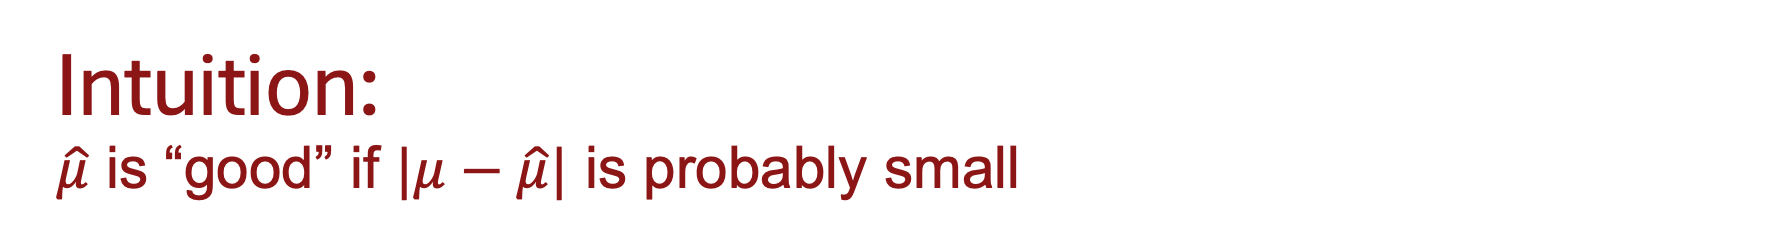 Intuition:
μ̂ is “good” if |μ − μ̂| is probably small